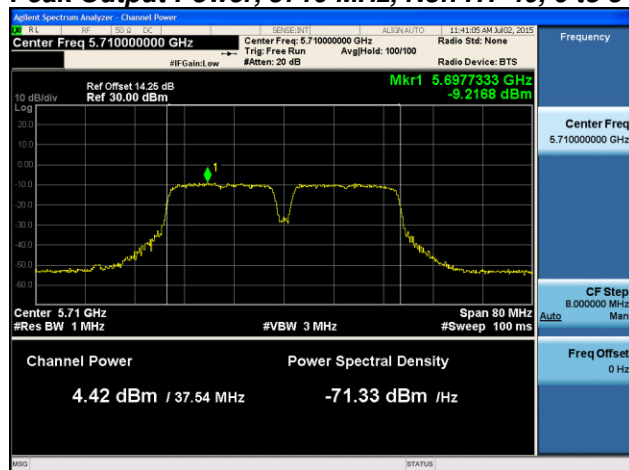 Peak Output Power, 5710 MHz, Non HT-40, 6 to
Agilent Spectrum Analyzer - Channel Power
RL RF 50 Ω DC SENSE:INT ALIGN AUTO 11:41:05 AM Jul 02, 2015
Center Freq 5.710000000 GHz
Center Freq: 5.710000000 GHz
Radio Std: None
Trig: Free Run Avg|Hold: 100/100
#IFGain:Low #Atten: 20 dB Radio Device: BTS
Frequency
Ref Offset 14.25 dB
Mkr1 5.6977333 GHz
10 dB/div Ref 30.00 dBm
-9.2168 dBm
Log
20.0
10.0
0.00
-10.0
-20.0
-30.0
-40.0
-50.0
-60.0
1
Center Freq
5.710000000 GHz
Center 5.71 GHz Span 80 MHz
#Res BW 1 MHz #VBW 3 MHz #Sweep 100 ms
CF Step
8.000000 MHz
Auto Man
Freq Offset
0 Hz
Channel Power Power Spectral Density
4.42 dBm / 37.54 MHz -71.33 dBm /Hz
MSG STATUS